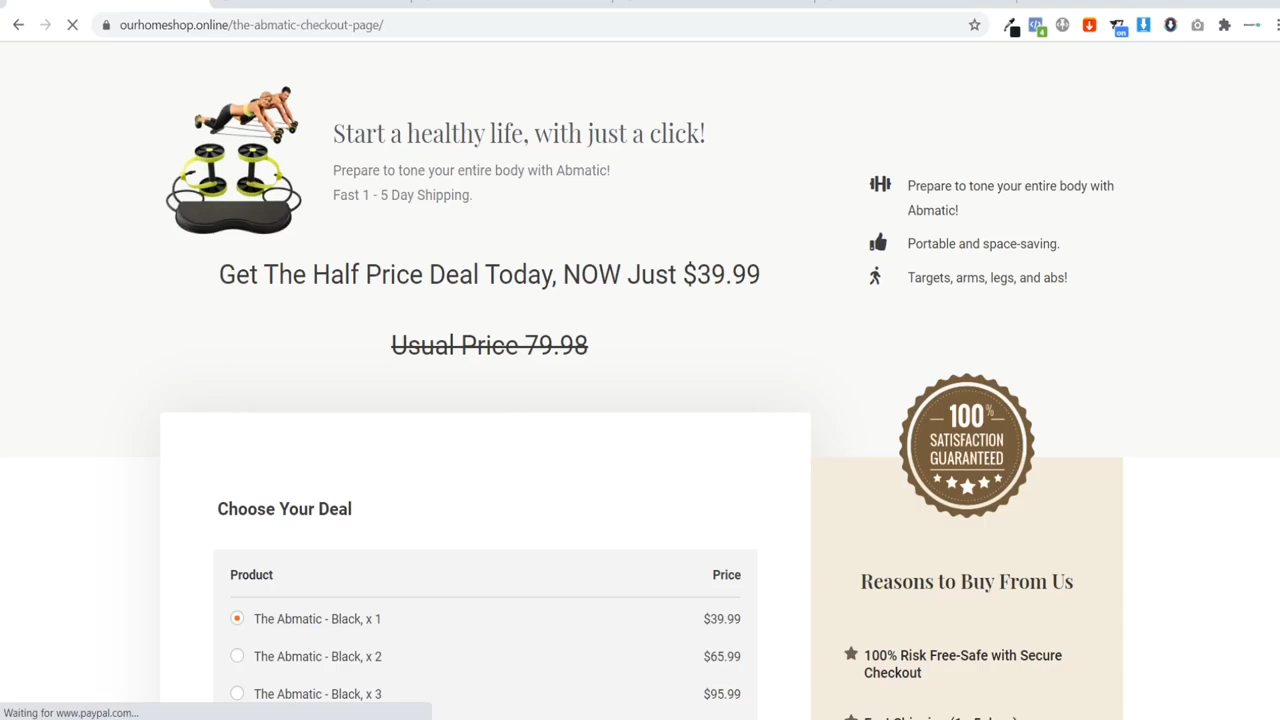 ourhomeshop.online/the-abmatic-checkout-page/
4
on
Start a healthy life, with just a click!
Prepare to tone your entire body with Abmatic!
Fast 1 - 5 Day Shipping.
Get The Half Price Deal Today, NOW Just $39.99
Usual Price 79.98
Prepare to tone your entire body with
Abmatic!
Portable and space-saving.
Targets, arms, legs, and abs!
100%
SATISFACTION
GUARANTEED
Choose Your Deal
Product Price
The Abmatic - Black, x 1 $39.99
The Abmatic - Black, x 2 $65.99
The Abmatic - Black, x 3 $95.99
Reasons to Buy From Us
100% Risk Free-Safe with Secure
Checkout
Waiting for www.paypal.com...